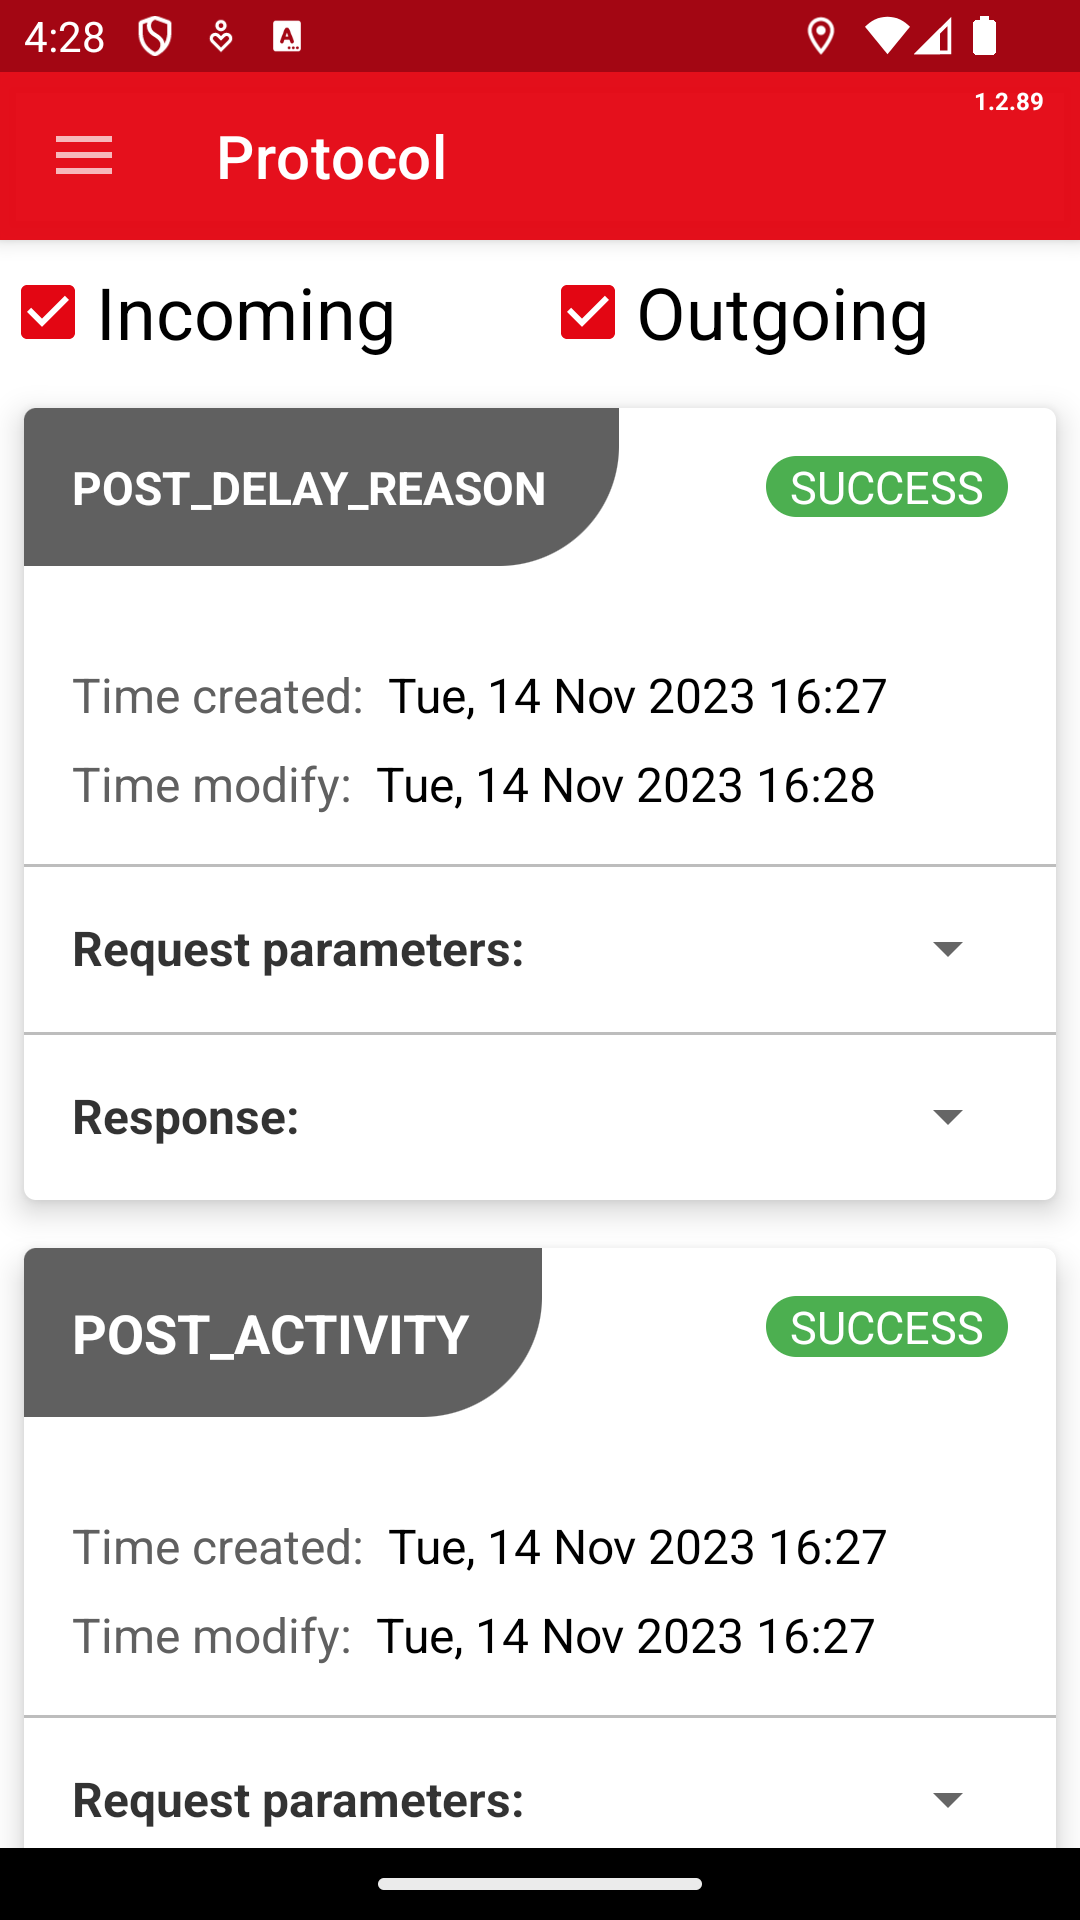 4:28
1.2.89
Protocol
Incoming
Outgoing
POST_DELAY_REASON
SUCCESS
Time created: Tue, 14 Nov 2023 16:27
Time modify: Tue, 14 Nov 2023 16:28
Request parameters:
Response:
POST_ACTIVITY
SUCCESS
Time created: Tue, 14 Nov 2023 16:27
Time modify: Tue, 14 Nov 2023 16:27
Request parameters: